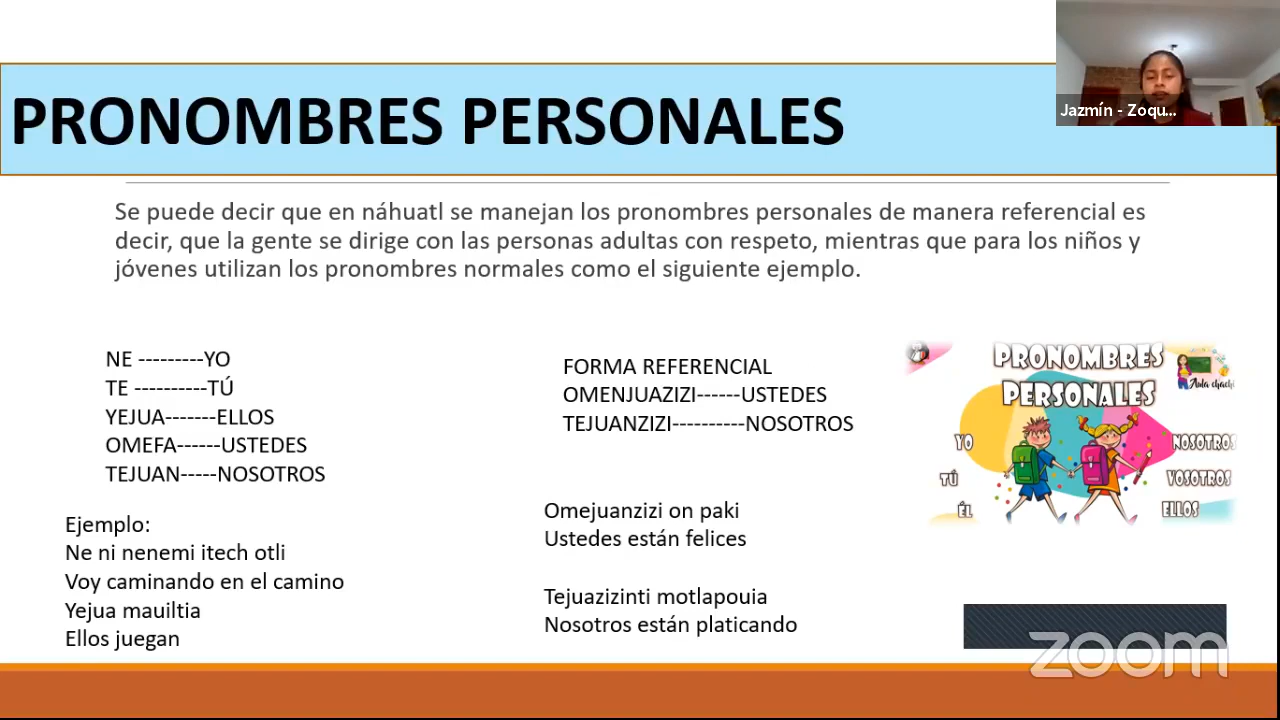 PRONOMBRES PERSONALES
Jazmín - Zoqu...
Se puede decir que en náhuatl se manejan los pronombres personales de manera referencial es
decir, que la gente se dirige con las personas adultas con respeto, mientras que para los niños y
jóvenes utilizan los pronombres normales como el siguiente ejemplo.
NE ---------YO
TE ----------TÚ
YEJUA-------ELLOS
OMEFA------USTEDES
TEJUAN-----NOSOTROS
Ejemplo:
Ne ni nenemi itech otli
Voy caminando en el camino
Yejua mauiltia
Ellos juegan
FORMA REFERENCIAL
OMENJUAZIZI------USTEDES
TEJUANZIZI----------NOSOTROS
Omejuanzizi on paki
Ustedes están felices
Tejuazizinti motlapouia
Nosotros están platicando
PRONOMBRES
PERSONALES
Aula chachi
YO
TÚ
ÉL
NOSOTROS
VOSOTROS
ELLOS
zoom